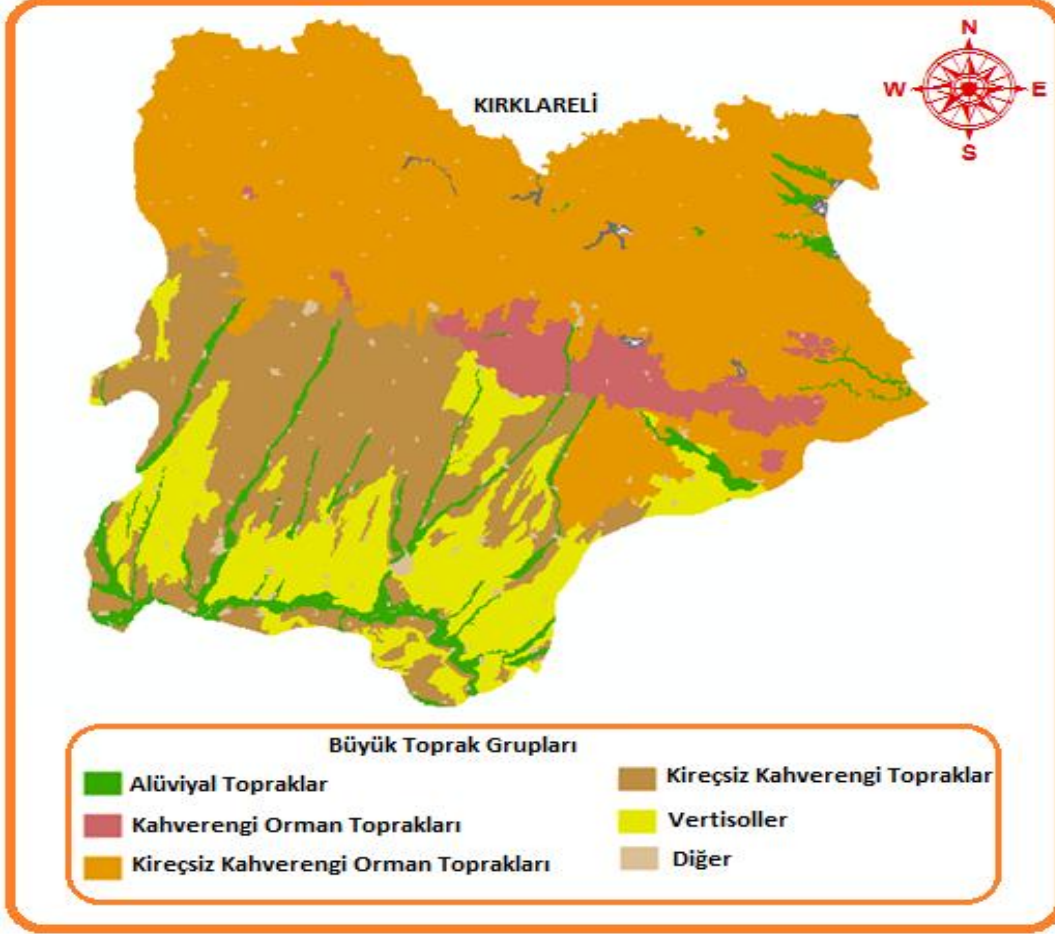 N
KIRKLARELİ
W E
S
Büyük Toprak Grupları
Alüviyal Topraklar
Kahverengi Orman Toprakları
Kireçsiz Kahverengi Orman Toprakları
Kireçsiz Kahverengi Topraklar
Vertisoller
Diğer